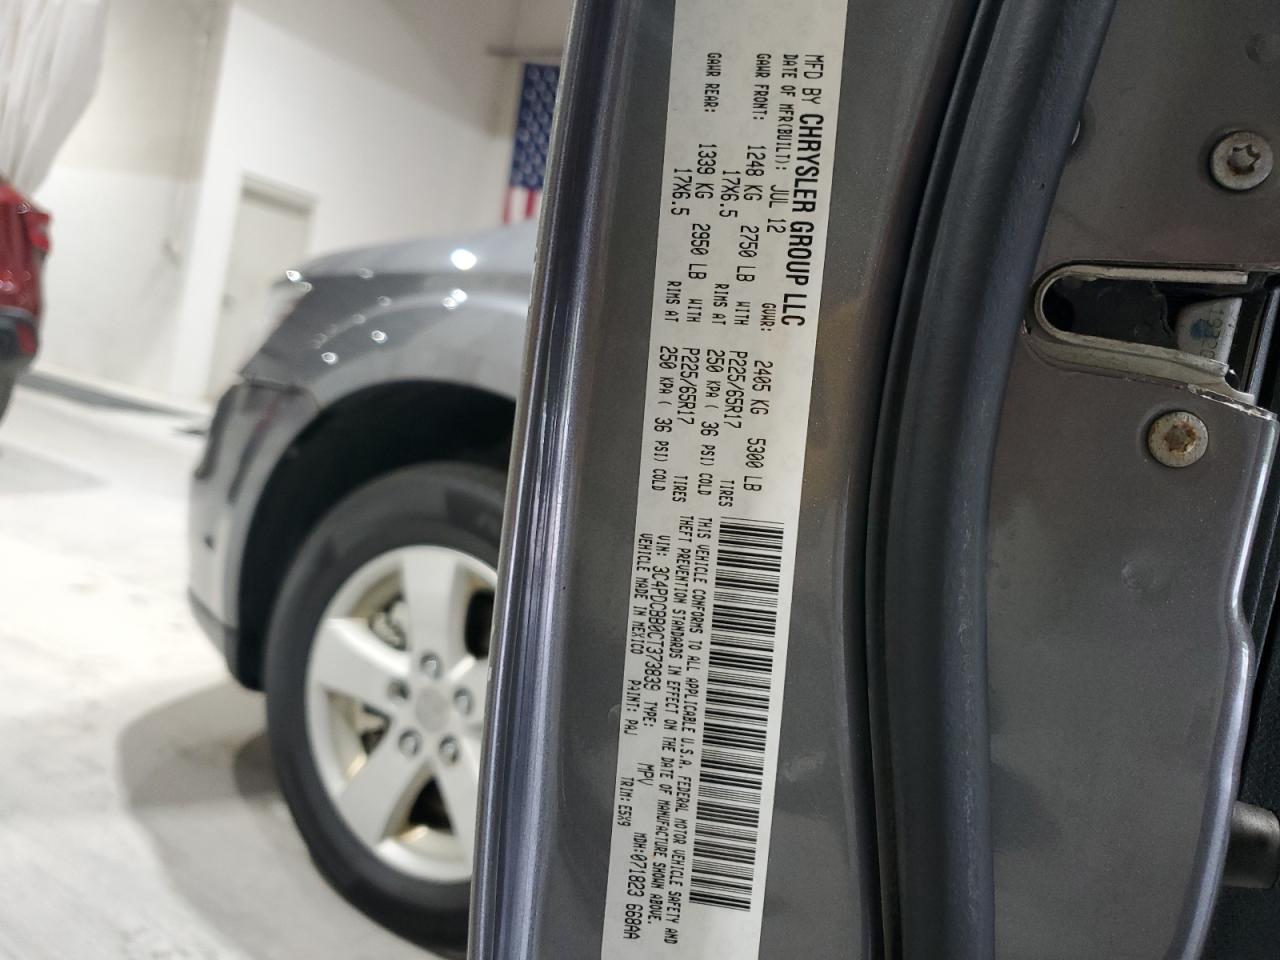 MFD BY CHRYSLER GROUP LLC
DATE OF MFR(BUILT): JUL 12 GVWR: 2405 KG 5300 LB
GAWR FRONT: 1248 KG 2750 LB WITH P225/65R17 TIRES
17X6.5 RIMS AT 250 KPA ( 36 PSI) COLD
GAWR REAR: 1339 KG 2950 LB WITH P225/65R17 TIRES
17X6.5 RIMS AT 250 KPA ( 36 PSI) COLD
THIS VEHICLE CONFORMS TO ALL APPLICABLE U.S.A. FEDERAL MOTOR VEHICLE SAFETY AND
THEFT PREVENTION STANDARDS IN EFFECT ON THE DATE OF MANUFACTURE SHOWN ABOVE.
VIN: 3C4PDCBB0CT373839 TYPE: MPV MDH:071823 668AA
VEHICLE MADE IN MEXICO PAINT: PAJ TRIM: E5X9